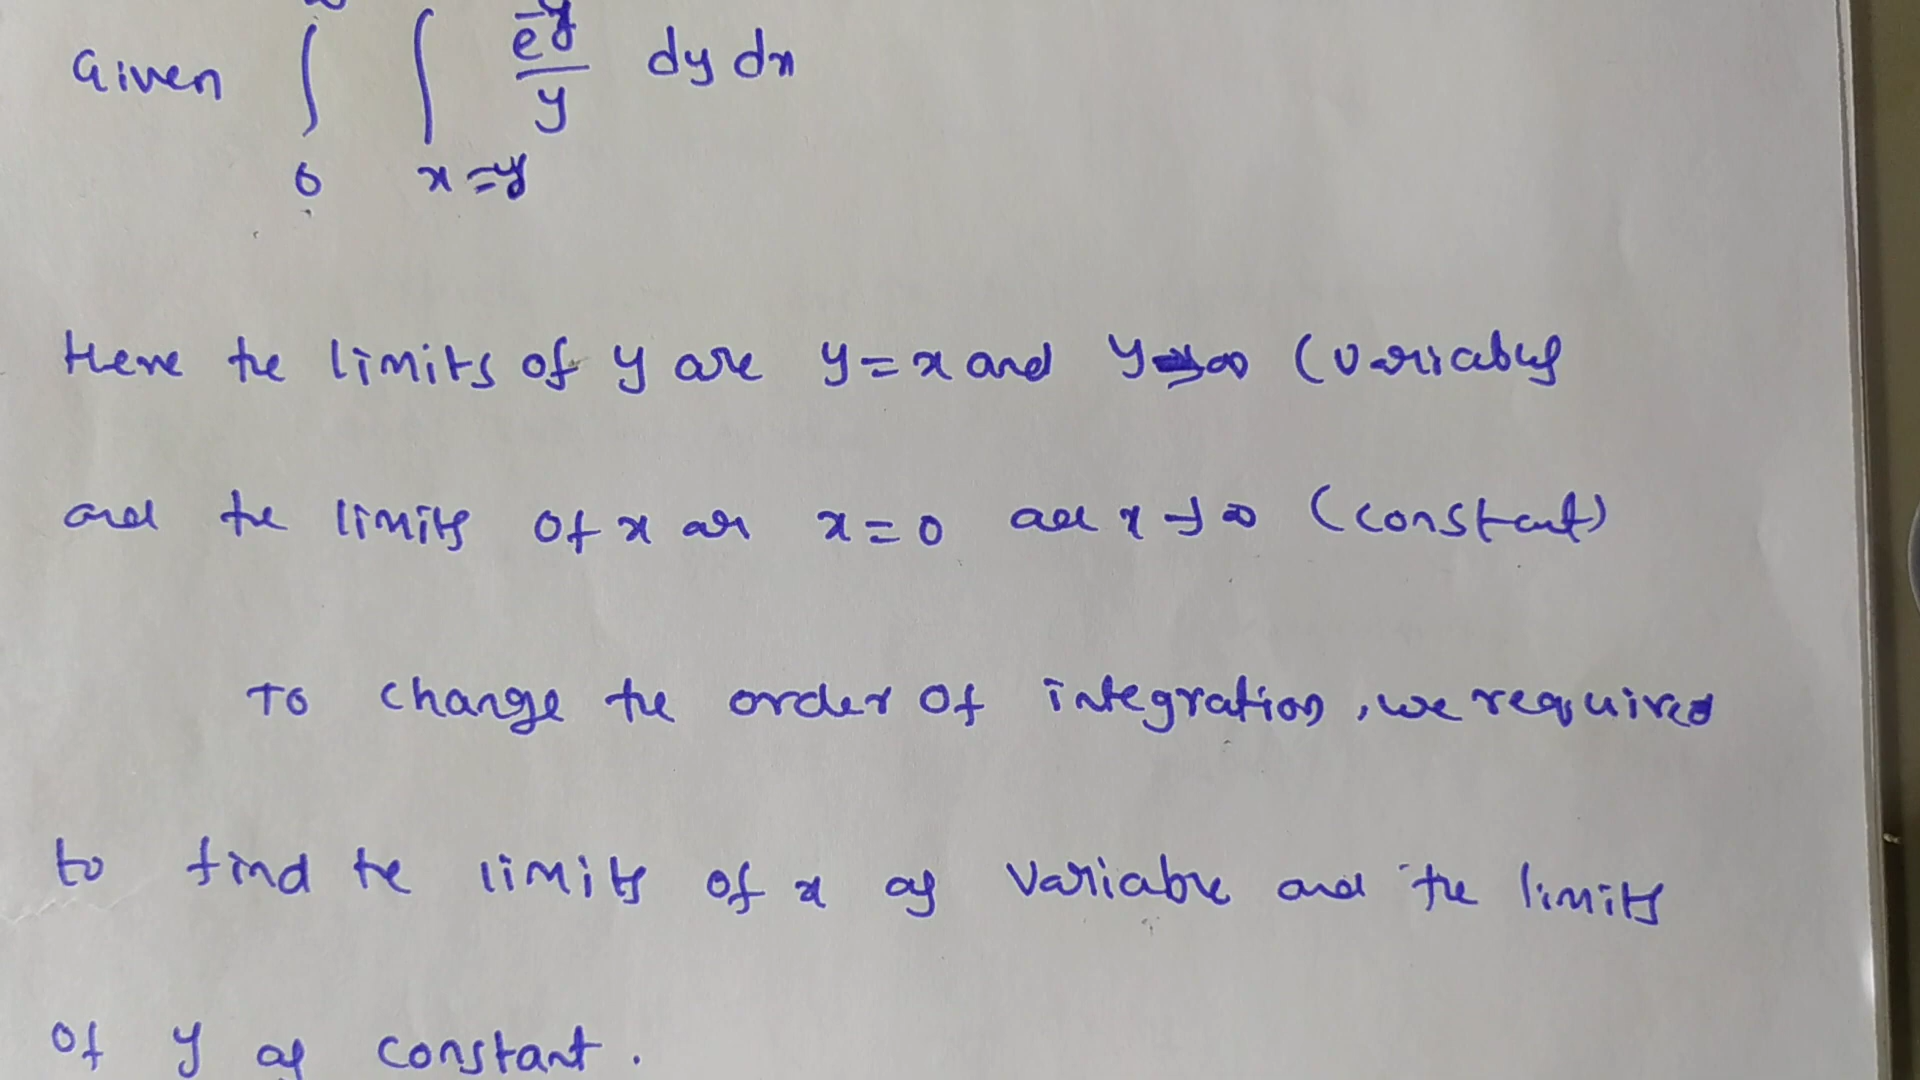 Given ∫ ∫ e^-y / y dy dx
0 x=y
Here the limits of y are y=x and y→∞ (variables
and the limits of x are x=0 and x→∞ (constant)
To change the order of integration, we required
to find the limits of x as variable and the limits
of y as constant.